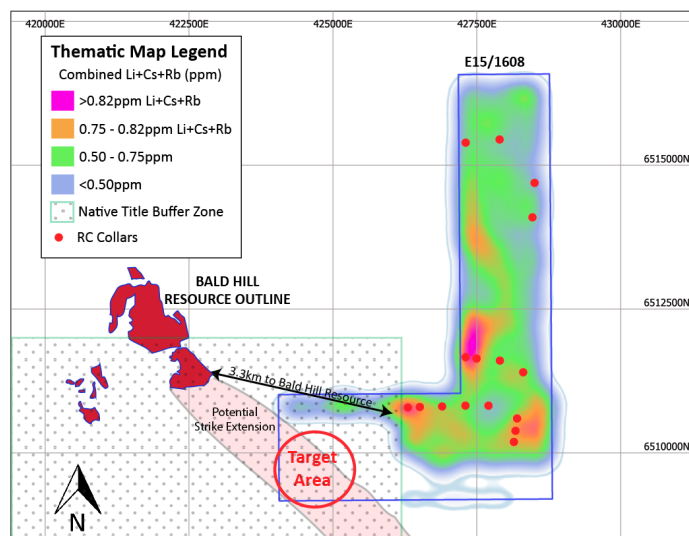 420000E
422500E
425000E
427500E
430000E
Thematic Map Legend
Combined Li+Cs+Rb (ppm)
>0.82ppm Li+Cs+Rb
0.75 - 0.82ppm Li+Cs+Rb
0.50 - 0.75ppm
<0.50ppm
Native Title Buffer Zone
RC Collars
E15/1608
6515000N
BALD HILL
RESOURCE OUTLINE
6512500N
3.3km to Bald Hill Resource
Potential
Strike Extension
Target
Area
6510000N
N